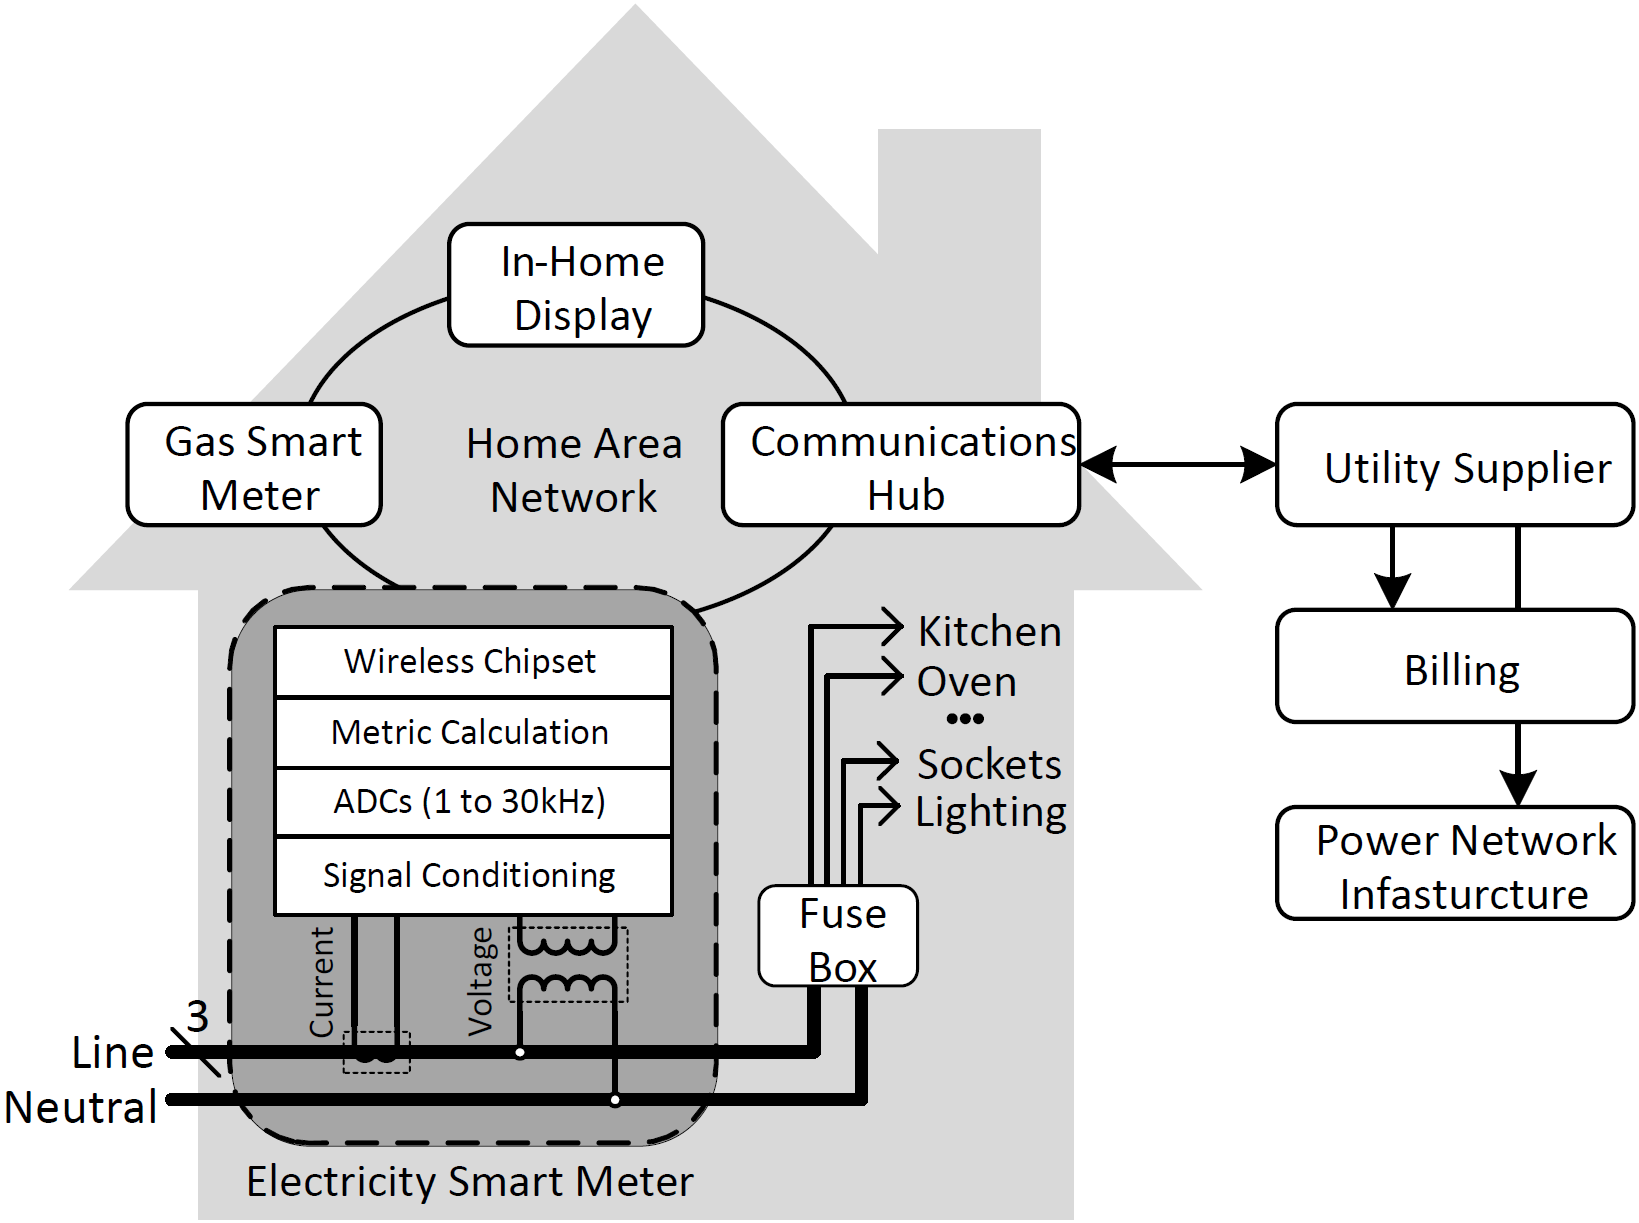 In-Home
Display
Gas Smart
Meter
Home Area
Network
Communications
Hub
Utility Supplier
Billing
Power Network
Infasturcture
Wireless Chipset
Metric Calculation
ADCs (1 to 30kHz)
Signal Conditioning
Current
Voltage
Kitchen
Oven
•••
Sockets
Lighting
Fuse
Box
3
Line
Neutral
Electricity Smart Meter